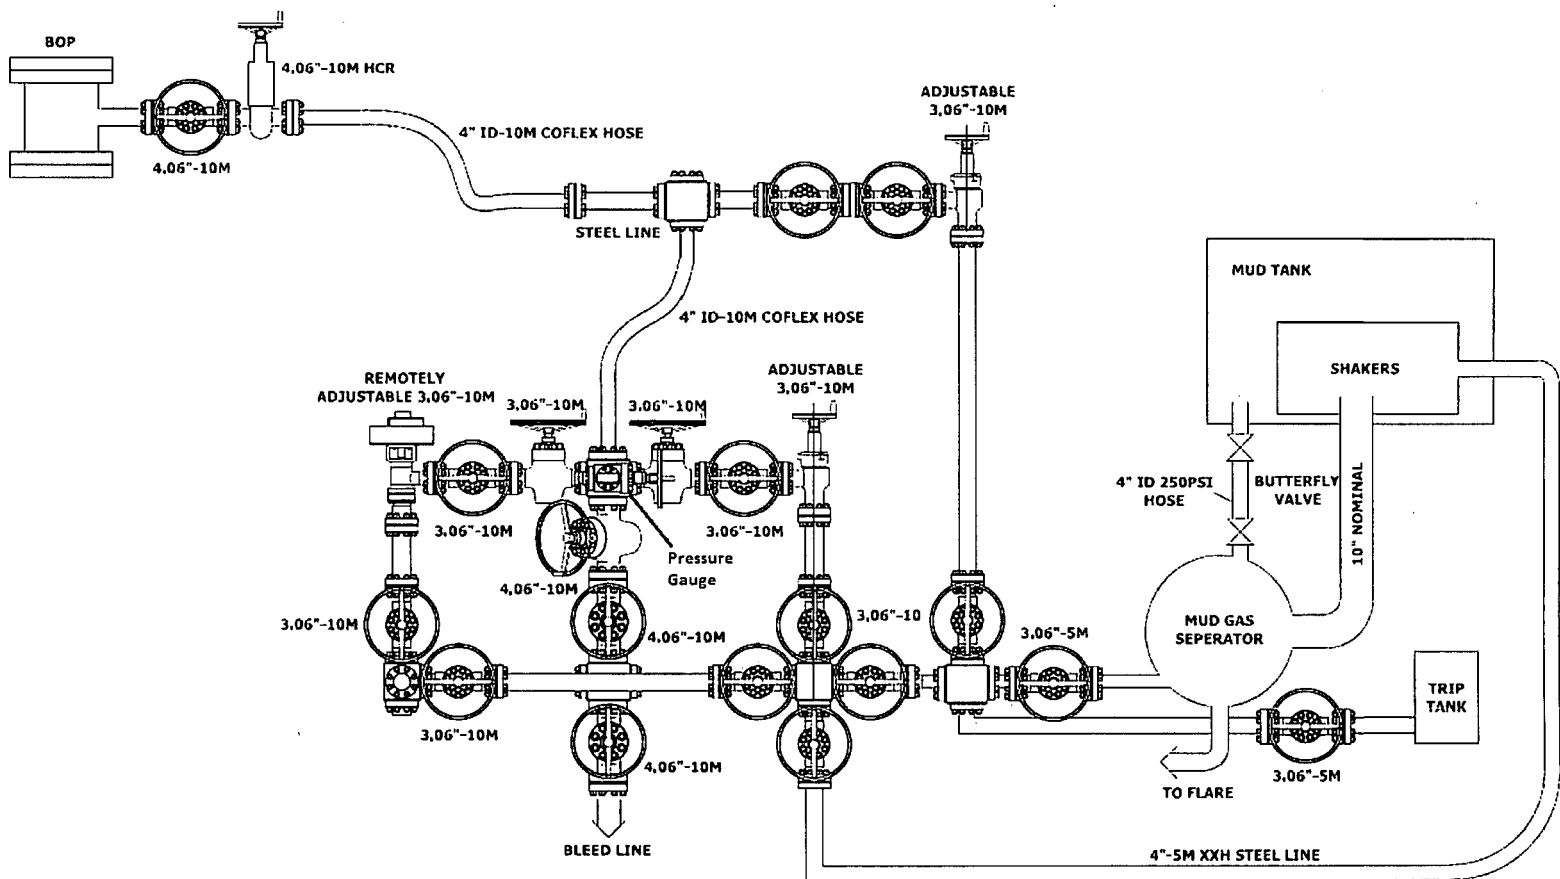 BOP
4.06"-10M HCR
4" ID-10M COFLEX HOSE
4.06"-10M
ADJUSTABLE
3.06"-10M
STEEL LINE
MUD TANK
4" ID-10M COFLEX HOSE
SHAKERS
REMOTELY
ADJUSTABLE 3.06"-10M
ADJUSTABLE
3.06"-10M
3.06"-10M
3.06"-10M
4" ID 250PSI
HOSE
BUTTERFLY
VALVE
10" NOMINAL
3.06"-10M
3.06"-10M
Pressure
Gauge
4.06"-10M
3.06"-10M
4.06"-10M
3.06"-10
3.06"-5M
MUD GAS
SEPERATOR
TRIP
TANK
3.06"-10M
4.06"-10M
3.06"-5M
TO FLARE
BLEED LINE
4"-5M XXH STEEL LINE